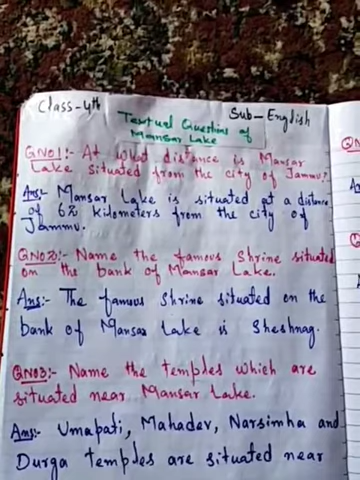 Class-4th
Sub-English
Textual Questions of
Mansar Lake
QNO1:- At what distance is Mansar
Lake situated from the city of Jammu?
Ans:- Mansar Lake is situated at a distance
of 62 kilometers from the city of
Jammu.
QNO2:- Name the famous Shrine situated
on the bank of Mansar Lake.
Ans:- The famous Shrine situated on the
bank of Mansar Lake is Sheshnag.
QNO3:- Name the temples which are
situated near Mansar Lake.
Ans:- Umapati, Mahadev, Narsimha and
Durga temples are situated near